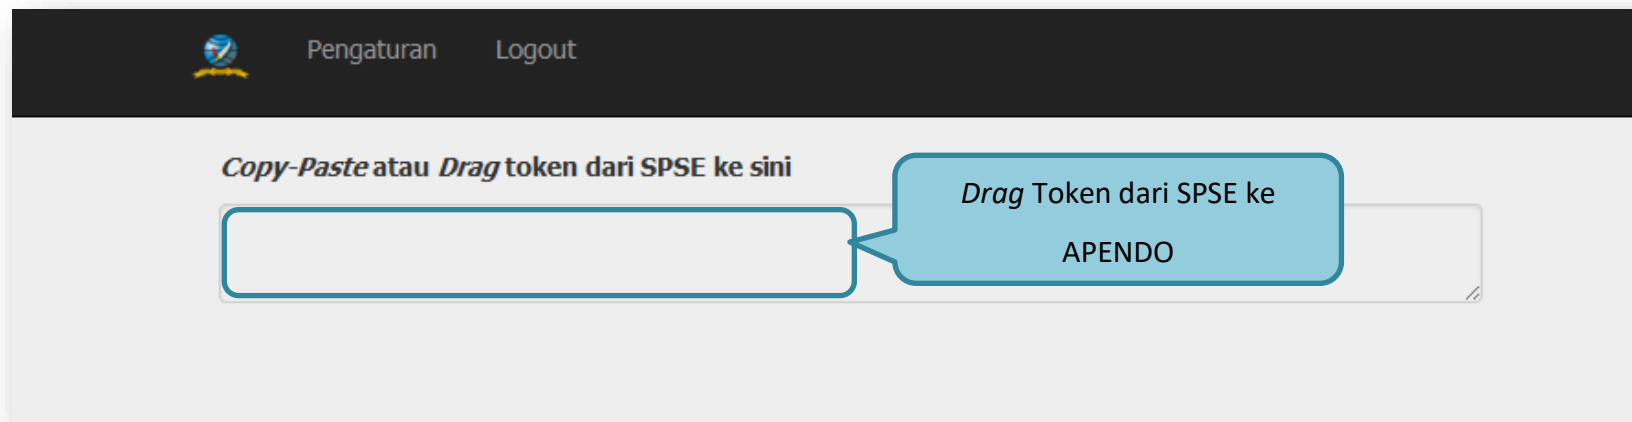 Pengaturan Logout
Copy-Paste atau Drag token dari SPSE ke sini
Drag Token dari SPSE ke
APENDO